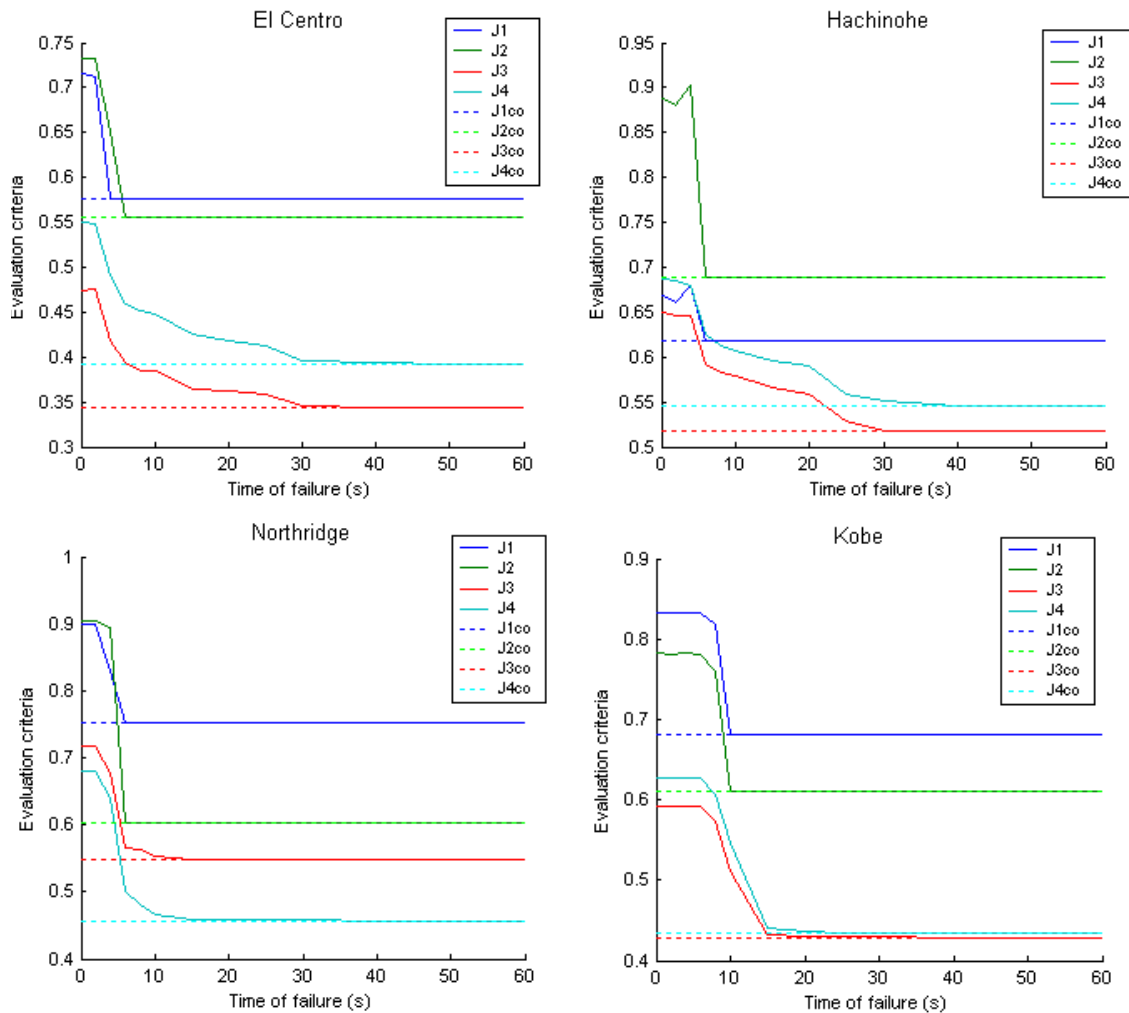 El Centro
0.75
0.7
0.65
0.6
0.55
0.5
0.45
0.4
0.35
0.3
Evaluation criteria
0
10
20
30
40
50
60
Time of failure (s)
J1
J2
J3
J4
J1co
J2co
J3co
J4co
Hachinohe
0.95
0.9
0.85
0.8
0.75
0.7
0.65
0.6
0.55
0.5
Evaluation criteria
0
10
20
30
40
50
60
Time of failure (s)
J1
J2
J3
J4
J1co
J2co
J3co
J4co
Northridge
1
0.9
0.8
0.7
0.6
0.5
0.4
Evaluation criteria
0
10
20
30
40
50
60
Time of failure (s)
J1
J2
J3
J4
J1co
J2co
J3co
J4co
Kobe
0.9
0.8
0.7
0.6
0.5
0.4
Evaluation criteria
0
10
20
30
40
50
60
Time of failure (s)
J1
J2
J3
J4
J1co
J2co
J3co
J4co